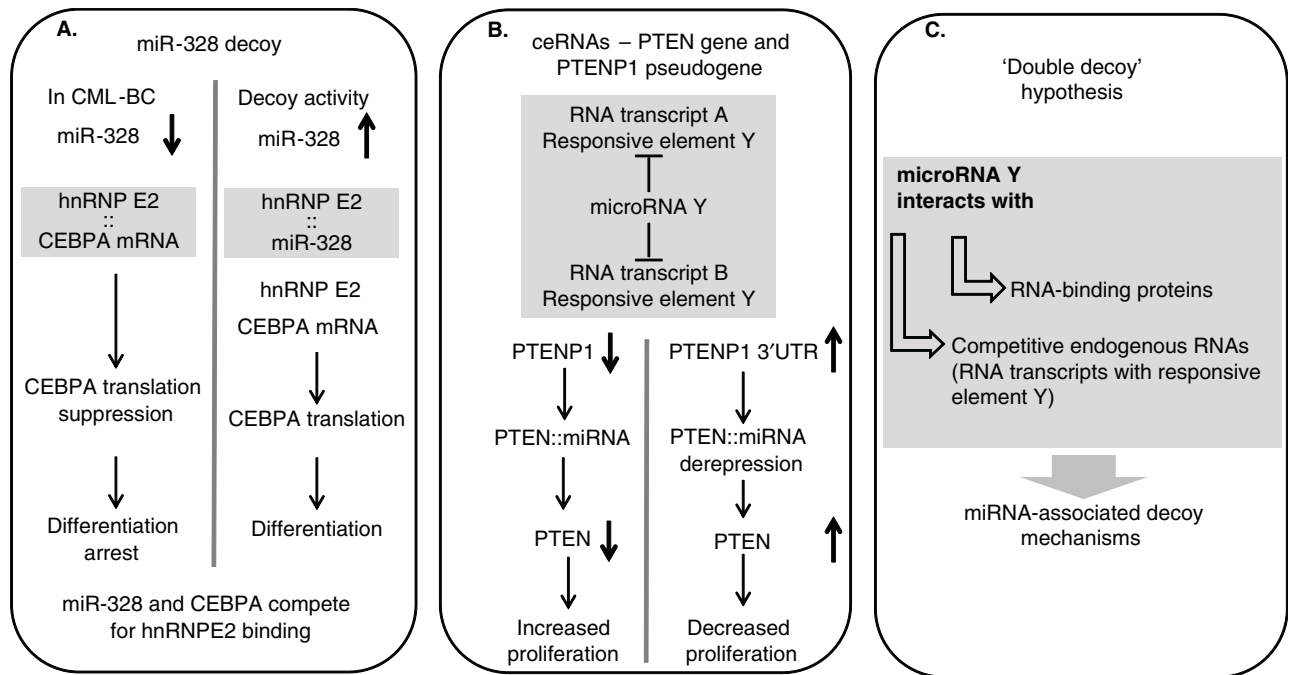 A.
miR-328 decoy
In CML-BC
miR-328
hnRNP E2
::
CEBPA mRNA
CEBPA translation
suppression
Differentiation
arrest
Decoy activity
miR-328
hnRNP E2
::
miR-328
hnRNP E2
CEBPA mRNA
CEBPA translation
Differentiation
miR-328 and CEBPA compete
for hnRNPE2 binding
B.
ceRNAs – PTEN gene and
PTENP1 pseudogene
RNA transcript A
Responsive element Y
microRNA Y
RNA transcript B
Responsive element Y
PTENP1
PTEN::miRNA
PTEN
Increased
proliferation
PTENP1 3′UTR
PTEN::miRNA
derepression
PTEN
Decreased
proliferation
C.
‘Double decoy’
hypothesis
microRNA Y
interacts with
RNA-binding proteins
Competitive endogenous RNAs
(RNA transcripts with responsive
element Y)
miRNA-associated decoy
mechanisms